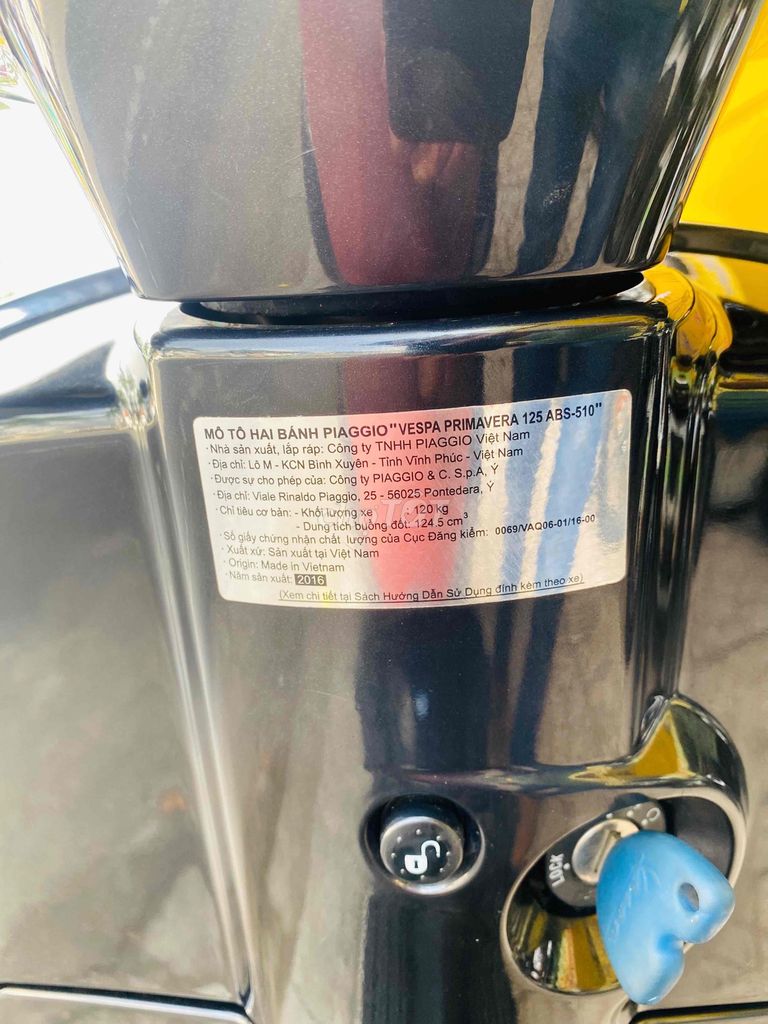 MÔ TÔ HAI BÁNH PIAGGIO "VESPA PRIMAVERA 125 ABS-510"
· Nhà sản xuất, lắp ráp: Công ty TNHH PIAGGIO Việt Nam
· Địa chỉ: Lô M - KCN Bình Xuyên - Tỉnh Vĩnh Phúc - Việt Nam
· Được sự cho phép của: Công ty PIAGGIO & C. S.p.A, Ý
· Địa chỉ: Viale Rinaldo Piaggio, 25 - 56025 Pontedera, Ý
· Chỉ tiêu cơ bản: - Khối lượng xe : 120 kg
- Dung tích buồng đốt: 124.5 cm³
· Số giấy chứng nhận chất lượng của Cục Đăng kiểm: 0069/VAQ06-01/16-00
· Xuất xứ: Sản xuất tại Việt Nam
· Origin: Made in Vietnam
· Năm sản xuất: 2016
(Xem chi tiết tại Sách Hướng Dẫn Sử Dụng đính kèm theo xe)
LOCK